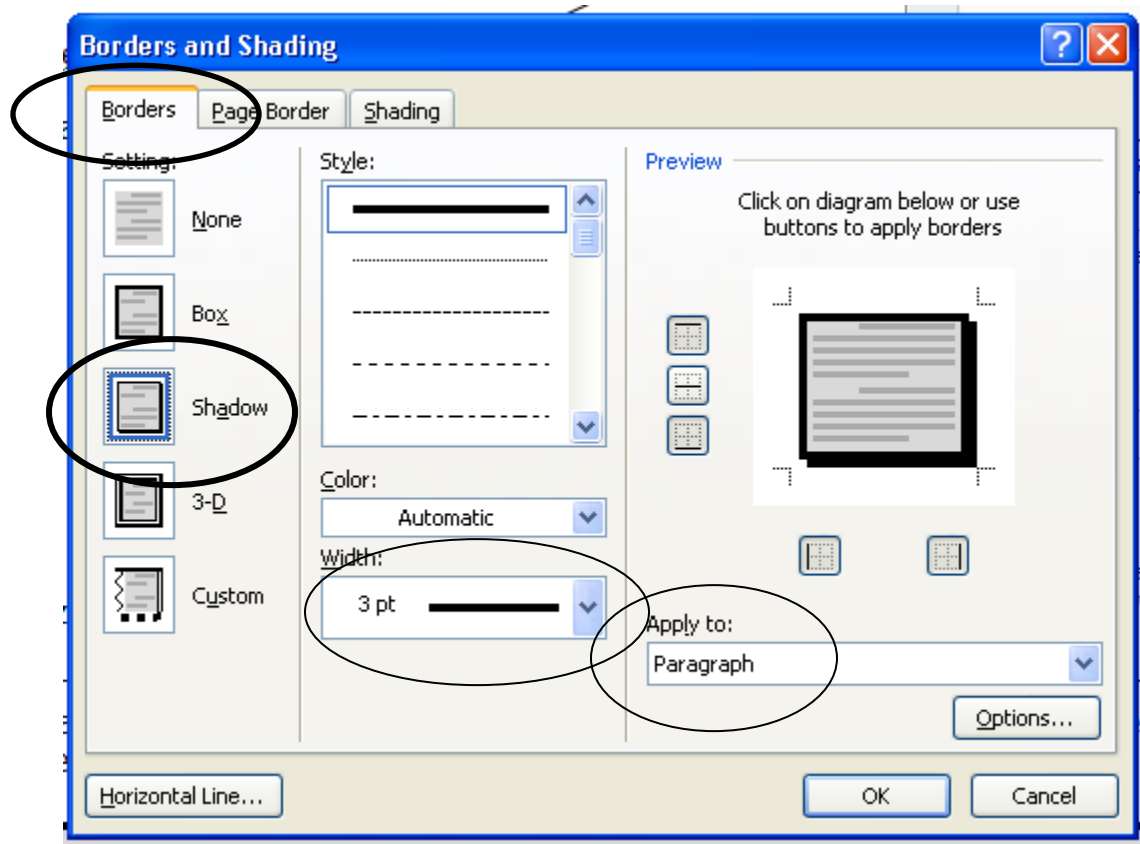 Borders and Shading
Borders
Page Border
Shading
Setting:
None
Box
Shadow
3-D
Custom
Style:
Color:
Automatic
Width:
3 pt
Preview
Click on diagram below or use
buttons to apply borders
Apply to:
Paragraph
Options...
Horizontal Line...
OK
Cancel